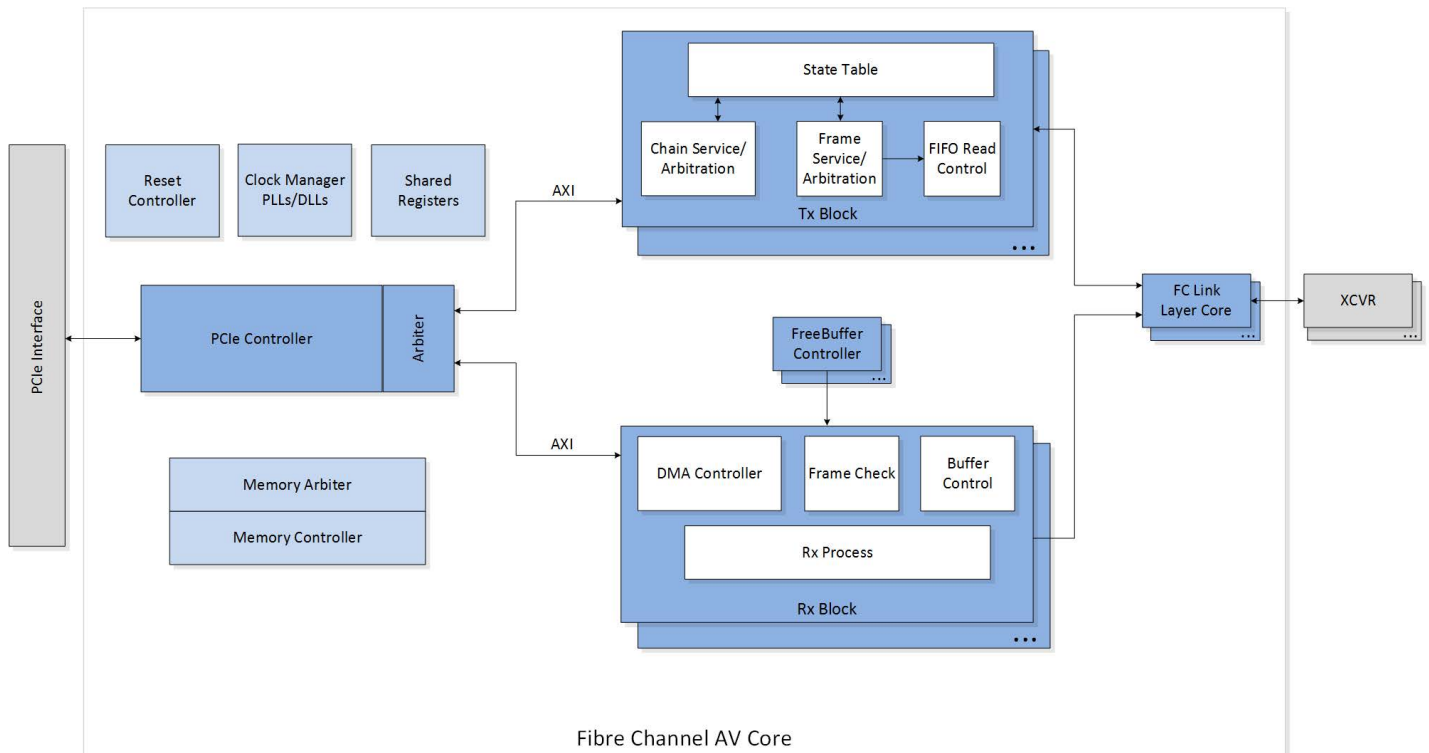 State Table
Chain Service/
Arbitration
Frame
Service/
Arbitration
FIFO Read
Control
Tx Block
...
Reset
Controller
Clock Manager
PLLs/DLLs
Shared
Registers
AXI
PCIe Interface
PCIe Controller
Arbiter
FC Link
Layer Core
...
XCVR
...
FreeBuffer
Controller
...
AXI
DMA Controller
Frame Check
Buffer
Control
Rx Process
Rx Block
...
Memory Arbiter
Memory Controller
Fibre Channel AV Core